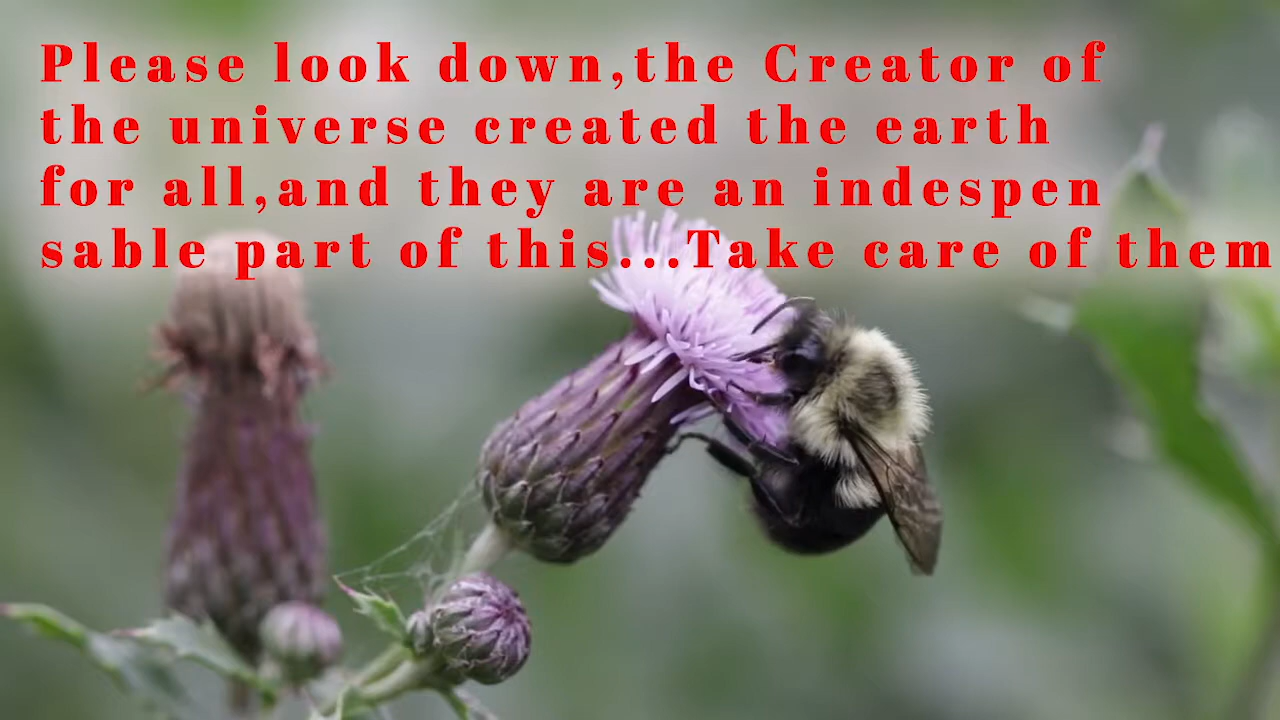 Please look down,the Creator of
the universe created the earth
for all,and they are an indespen
sable part of this...Take care of them